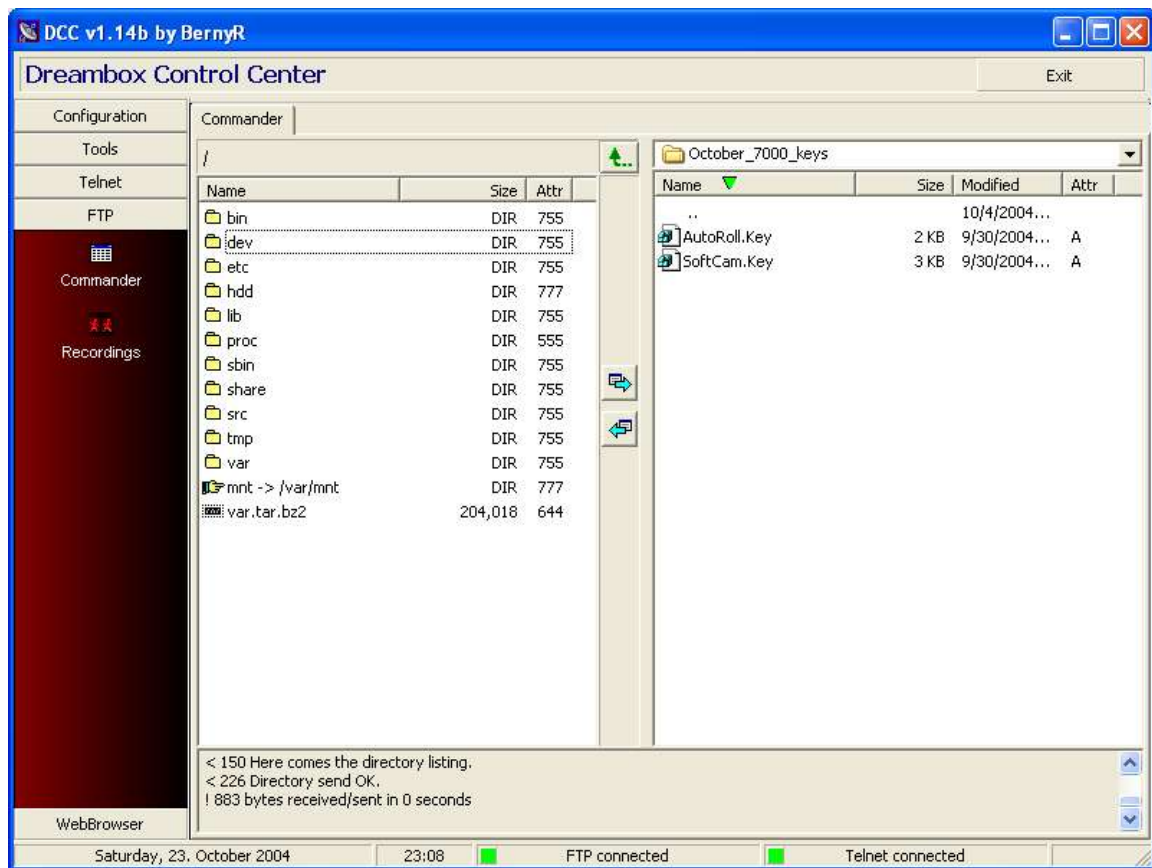 DCC v1.14b by BernyR
Dreambox Control Center
Exit
Configuration
Tools
Telnet
FTP
Commander
Recordings
WebBrowser
Commander
/
Name Size Attr
bin DIR 755
dev DIR 755
etc DIR 755
hdd DIR 777
lib DIR 755
proc DIR 555
sbin DIR 755
share DIR 755
src DIR 755
tmp DIR 755
var DIR 755
mnt -> /var/mnt DIR 777
var.tar.bz2 204,018 644
October_7000_keys
Name Size Modified Attr
.. 10/4/2004...
AutoRoll.Key 2 KB 9/30/2004... A
SoftCam.Key 3 KB 9/30/2004... A
< 150 Here comes the directory listing.
< 226 Directory send OK.
! 883 bytes received/sent in 0 seconds
Saturday, 23. October 2004 23:08 FTP connected Telnet connected